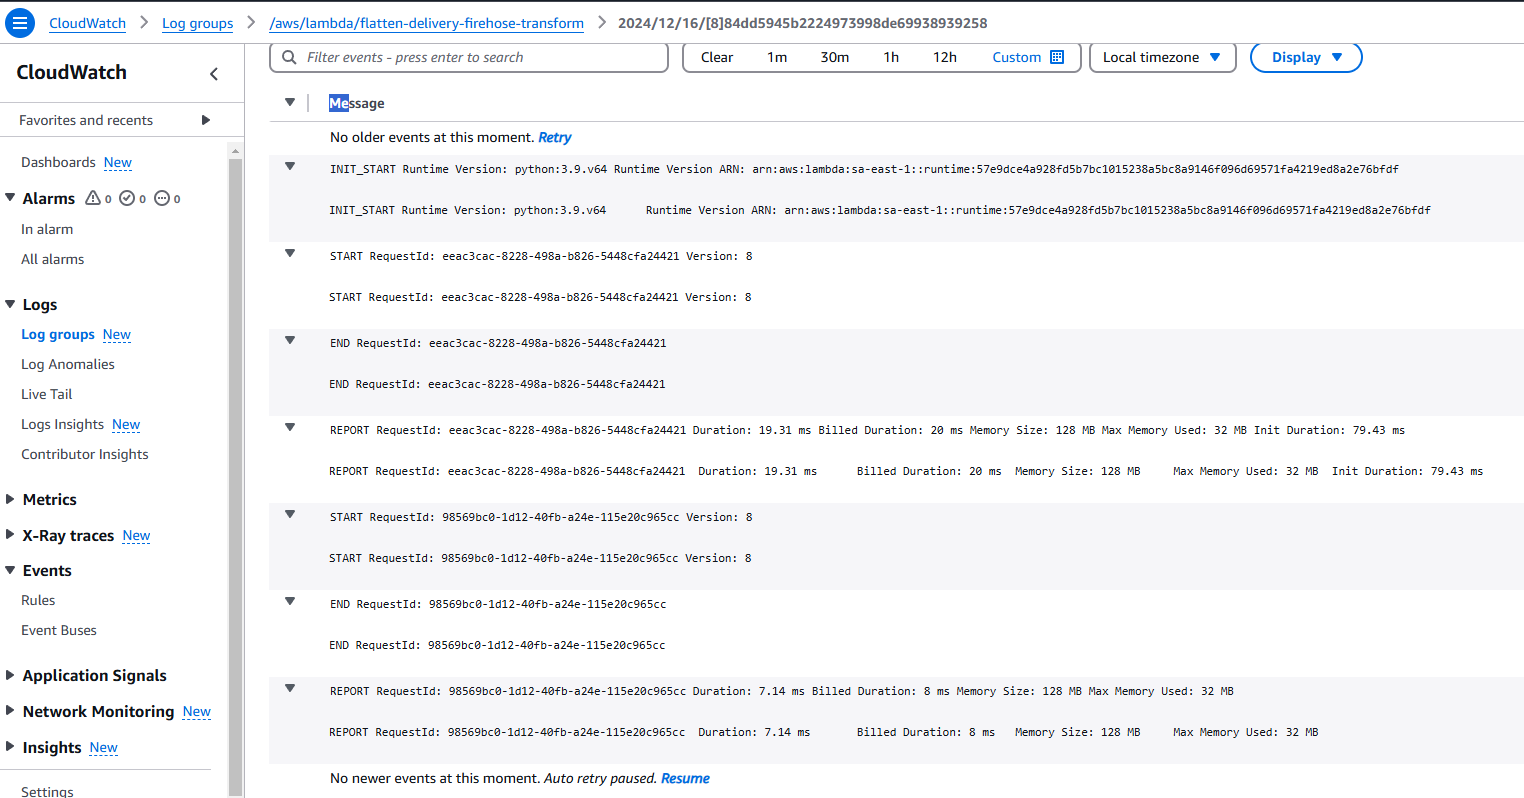 CloudWatch > Log groups > /aws/lambda/flatten-delivery-firehose-transform > 2024/12/16/[8]84dd5945b2224973998de69938939258
CloudWatch
Favorites and recents
Dashboards New
Alarms 0 0 0
In alarm
All alarms
Logs
Log groups New
Log Anomalies
Live Tail
Logs Insights New
Contributor Insights
Metrics
X-Ray traces New
Events
Rules
Event Buses
Application Signals
Network Monitoring New
Insights New
Settings
Filter events - press enter to search
Clear 1m 30m 1h 12h Custom Local timezone Display
Message
No older events at this moment. Retry
INIT_START Runtime Version: python:3.9.v64 Runtime Version ARN: arn:aws:lambda:sa-east-1::runtime:57e9dce4a928fd5b7bc1015238a5bc8a9146f096d69571fa4219ed8a2e76bfdf
INIT_START Runtime Version: python:3.9.v64 Runtime Version ARN: arn:aws:lambda:sa-east-1::runtime:57e9dce4a928fd5b7bc1015238a5bc8a9146f096d69571fa4219ed8a2e76bfdf
START RequestId: eeac3cac-8228-498a-b826-5448cfa24421 Version: 8
START RequestId: eeac3cac-8228-498a-b826-5448cfa24421 Version: 8
END RequestId: eeac3cac-8228-498a-b826-5448cfa24421
END RequestId: eeac3cac-8228-498a-b826-5448cfa24421
REPORT RequestId: eeac3cac-8228-498a-b826-5448cfa24421 Duration: 19.31 ms Billed Duration: 20 ms Memory Size: 128 MB Max Memory Used: 32 MB Init Duration: 79.43 ms
REPORT RequestId: eeac3cac-8228-498a-b826-5448cfa24421 Duration: 19.31 ms Billed Duration: 20 ms Memory Size: 128 MB Max Memory Used: 32 MB Init Duration: 79.43 ms
START RequestId: 98569bc0-1d12-40fb-a24e-115e20c965cc Version: 8
START RequestId: 98569bc0-1d12-40fb-a24e-115e20c965cc Version: 8
END RequestId: 98569bc0-1d12-40fb-a24e-115e20c965cc
END RequestId: 98569bc0-1d12-40fb-a24e-115e20c965cc
REPORT RequestId: 98569bc0-1d12-40fb-a24e-115e20c965cc Duration: 7.14 ms Billed Duration: 8 ms Memory Size: 128 MB Max Memory Used: 32 MB
REPORT RequestId: 98569bc0-1d12-40fb-a24e-115e20c965cc Duration: 7.14 ms Billed Duration: 8 ms Memory Size: 128 MB Max Memory Used: 32 MB
No newer events at this moment. Auto retry paused. Resume